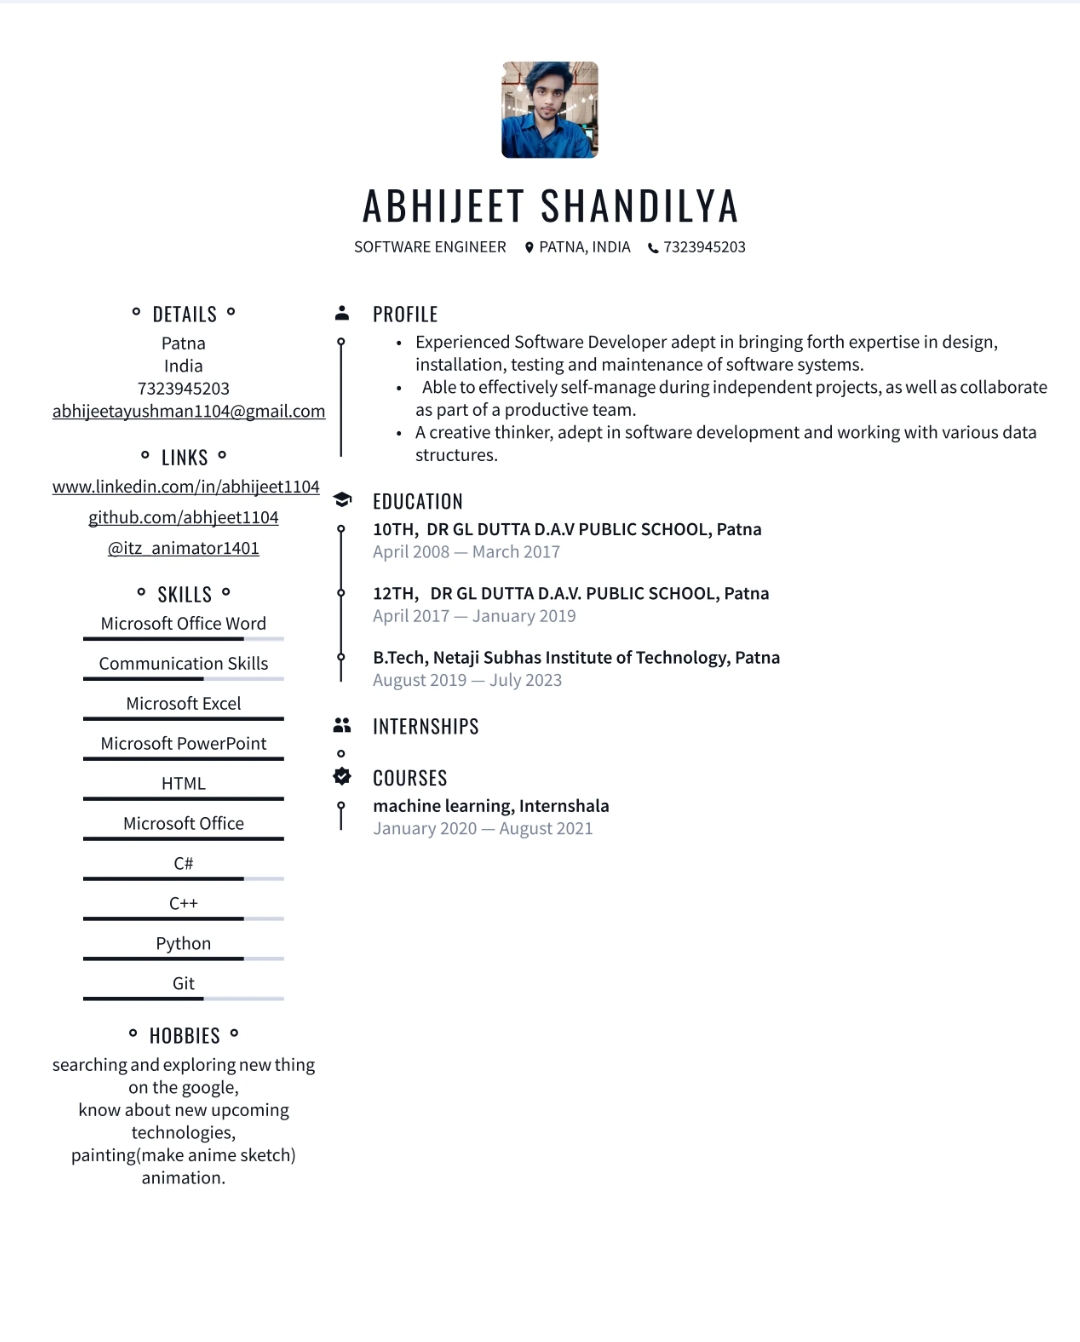 ABHIJEET SHANDILYA
SOFTWARE ENGINEER PATNA, INDIA 7323945203
DETAILS
Patna
India
7323945203
abhijeetayushman1104@gmail.com
LINKS
www.linkedin.com/in/abhijeet1104
github.com/abhjeet1104
@itz_animator1401
SKILLS
Microsoft Office Word
Communication Skills
Microsoft Excel
Microsoft PowerPoint
HTML
Microsoft Office
C#
C++
Python
Git
HOBBIES
searching and exploring new thing
on the google,
know about new upcoming
technologies,
painting(make anime sketch)
animation.
PROFILE
• Experienced Software Developer adept in bringing forth expertise in design,
installation, testing and maintenance of software systems.
• Able to effectively self-manage during independent projects, as well as collaborate
as part of a productive team.
• A creative thinker, adept in software development and working with various data
structures.
EDUCATION
10TH, DR GL DUTTA D.A.V PUBLIC SCHOOL, Patna
April 2008 — March 2017
12TH, DR GL DUTTA D.A.V. PUBLIC SCHOOL, Patna
April 2017 — January 2019
B.Tech, Netaji Subhas Institute of Technology, Patna
August 2019 — July 2023
INTERNSHIPS
COURSES
machine learning, Internshala
January 2020 — August 2021